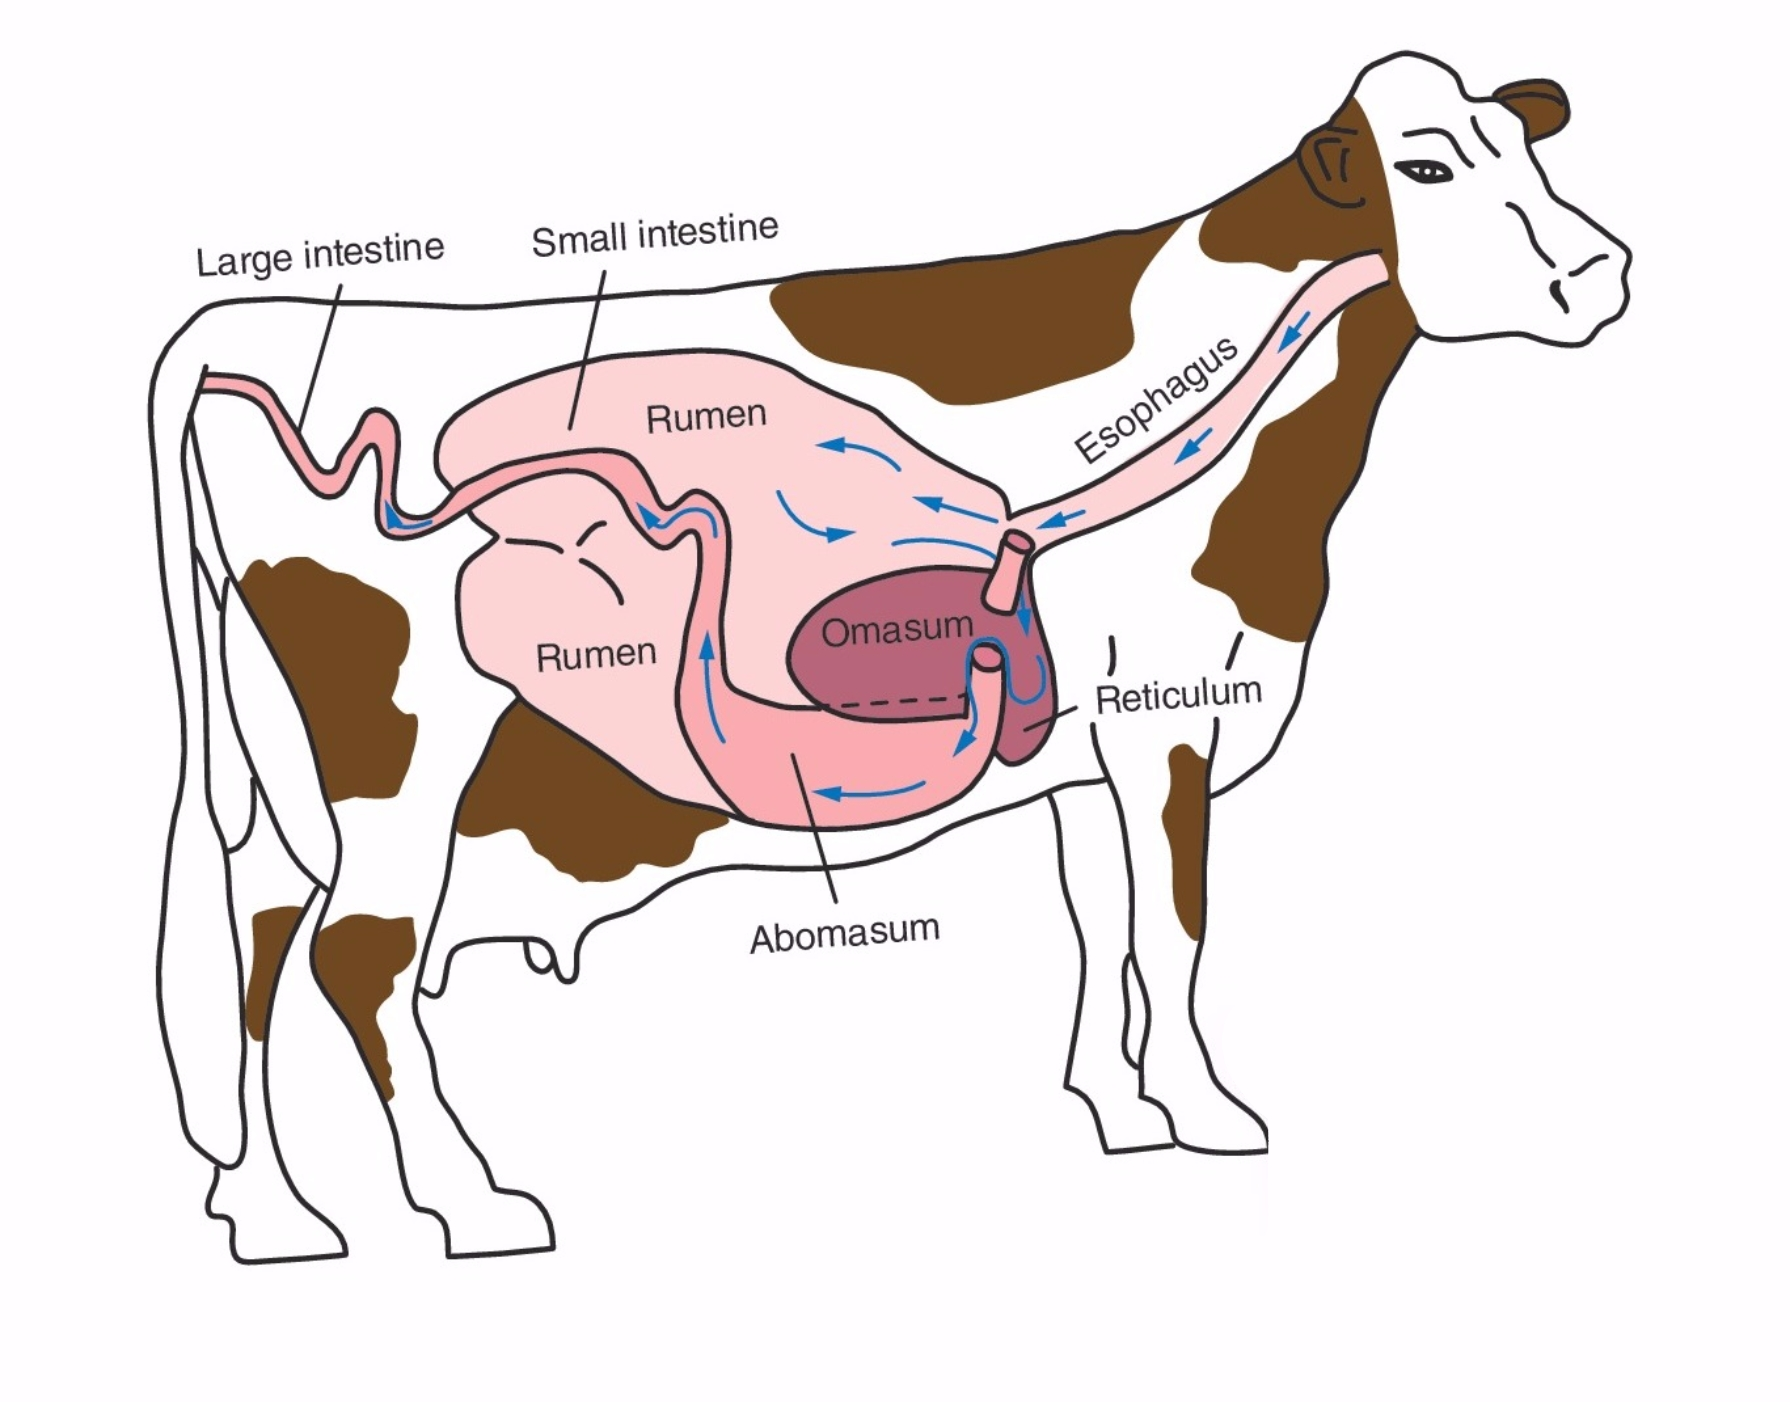 Large intestine
Small intestine
Rumen
Esophagus
Omasum
Rumen
Reticulum
Abomasum